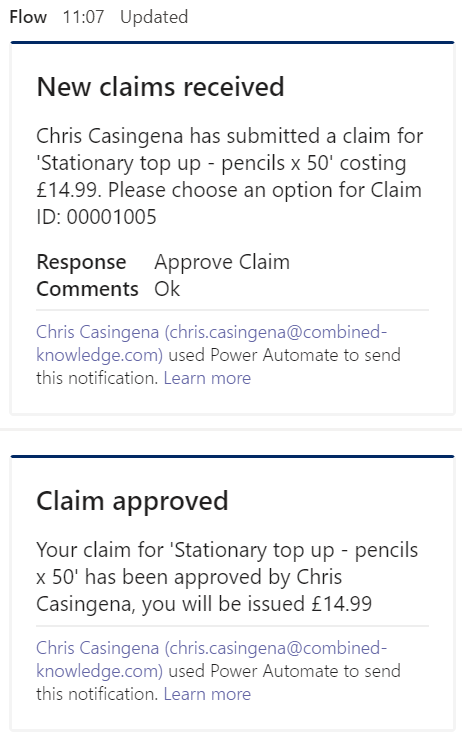 Flow 11:07 Updated
New claims received
Chris Casingena has submitted a claim for
'Stationary top up - pencils x 50' costing
£14.99. Please choose an option for Claim
ID: 00001005
Response Approve Claim
Comments Ok
Chris Casingena (chris.casingena@combined-
knowledge.com) used Power Automate to send
this notification. Learn more
Claim approved
Your claim for 'Stationary top up - pencils
x 50' has been approved by Chris
Casingena, you will be issued £14.99
Chris Casingena (chris.casingena@combined-
knowledge.com) used Power Automate to send
this notification. Learn more